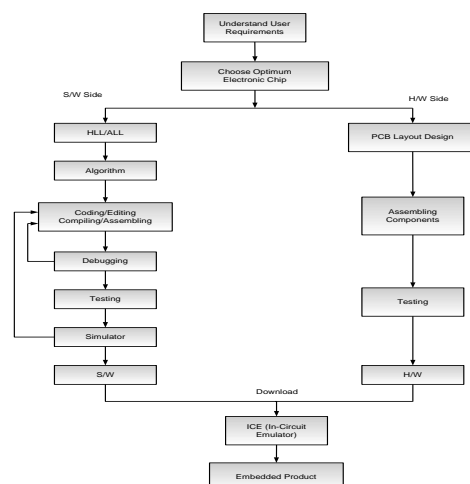 Understand User
Requirements
Choose Optimum
Electronic Chip
S/W Side
H/W Side
HLL/ALL
PCB Layout Design
Algorithm
Coding/Editing
Compiling/Assembling
Assembling
Components
Debugging
Testing
Testing
Simulator
S/W
H/W
Download
ICE (In-Circuit
Emulator)
Embedded Product